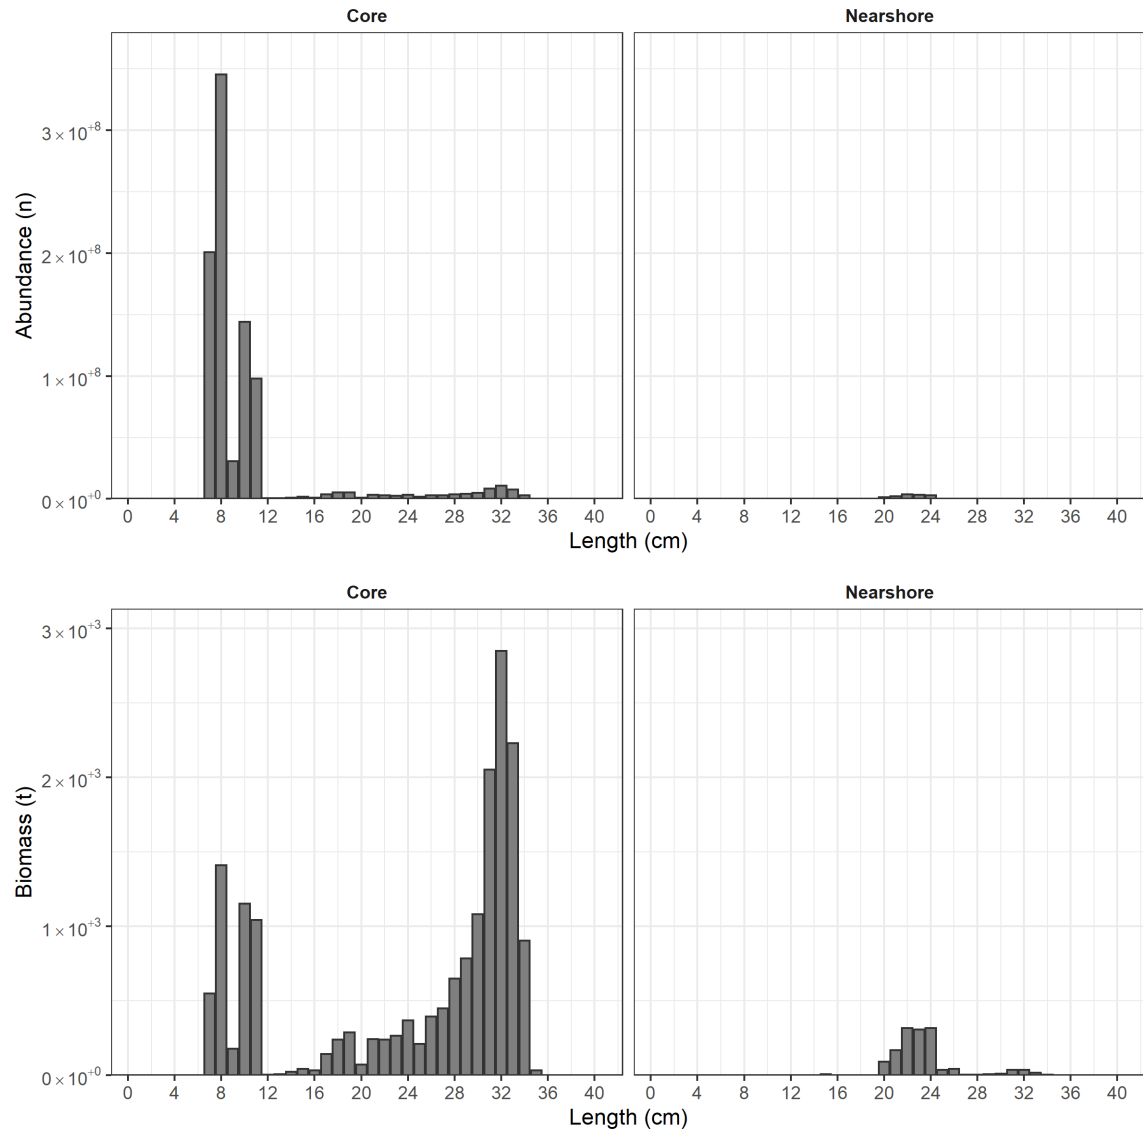 Core Nearshore
Abundance (n)
3 × 10⁺⁸
2 × 10⁺⁸
1 × 10⁺⁸
0 × 10⁺⁰
0 4 8 12 16 20 24 28 32 36 40 0 4 8 12 16 20 24 28 32 36 40
Length (cm)
Core Nearshore
Biomass (t)
3 × 10⁺³
2 × 10⁺³
1 × 10⁺³
0 × 10⁺⁰
0 4 8 12 16 20 24 28 32 36 40 0 4 8 12 16 20 24 28 32 36 40
Length (cm)